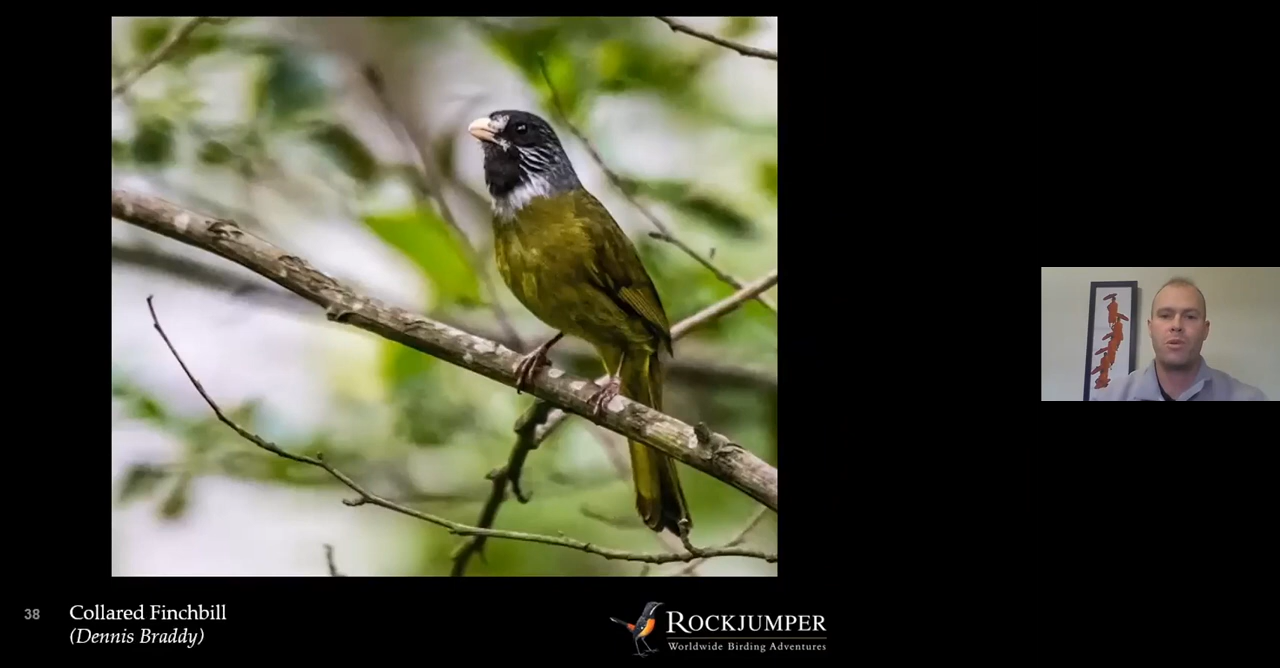 38
Collared Finchbill
(Dennis Braddy)
ROCKJUMPER
Worldwide Birding Adventures